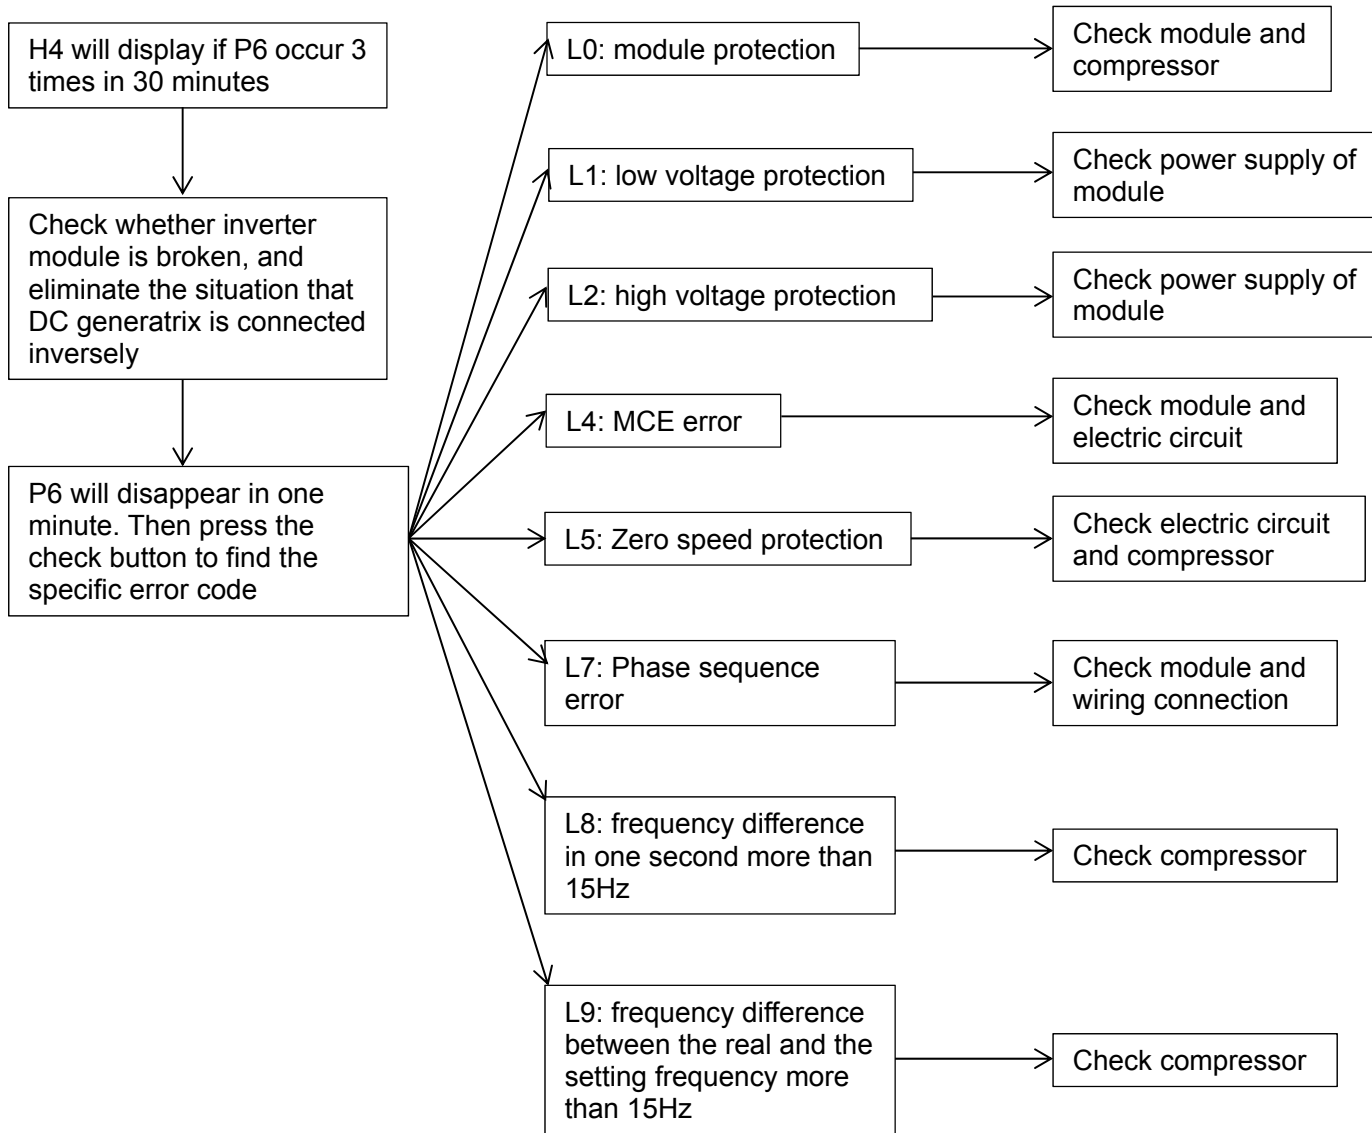 H4 will display if P6 occur 3
times in 30 minutes
Check whether inverter
module is broken, and
eliminate the situation that
DC generatrix is connected
inversely
P6 will disappear in one
minute. Then press the
check button to find the
specific error code
L0: module protection
Check module and
compressor
L1: low voltage protection
Check power supply of
module
L2: high voltage protection
Check power supply of
module
L4: MCE error
Check module and
electric circuit
L5: Zero speed protection
Check electric circuit
and compressor
L7: Phase sequence
error
Check module and
wiring connection
L8: frequency difference
in one second more than
15Hz
Check compressor
L9: frequency difference
between the real and the
setting frequency more
than 15Hz
Check compressor